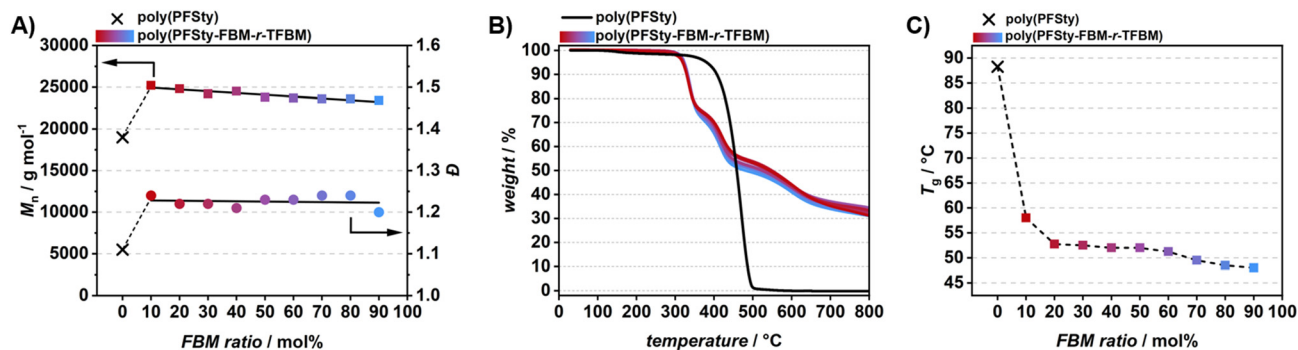 A)
poly(PFSty)
poly(PFSty-FBM-r-TFBM)
30000
25000
20000
15000
10000
5000
0
Mn / g mol-1
1.6
1.5
1.4
1.3
1.2
1.1
1.0
Đ
0 10 20 30 40 50 60 70 80 90 100
FBM ratio / mol%
B)
poly(PFSty)
poly(PFSty-FBM-r-TFBM)
100
90
80
70
60
50
40
30
20
10
0
weight / %
0 100 200 300 400 500 600 700 800
temperature / °C
C)
poly(PFSty)
poly(PFSty-FBM-r-TFBM)
90
85
80
75
70
65
60
55
50
45
Tg / °C
0 10 20 30 40 50 60 70 80 90 100
FBM ratio / mol%